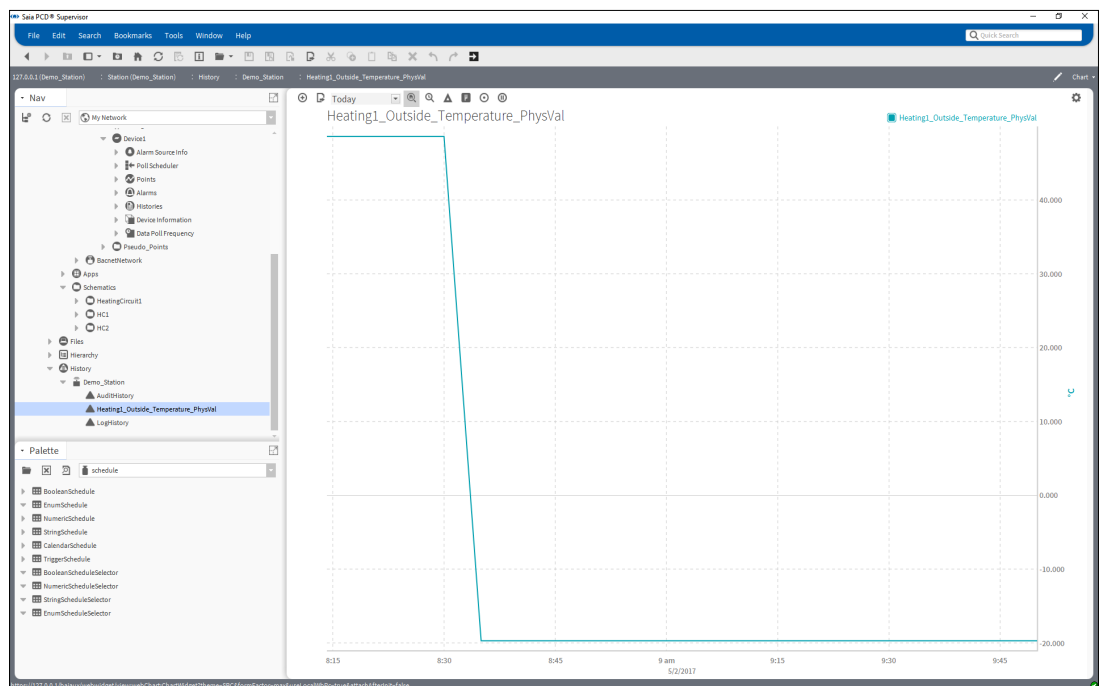 Saia PCD® Supervisor
File Edit Search Bookmarks Tools Window Help
Quick Search
127.0.0.1 (Demo_Station) : Station (Demo_Station) : History : Demo_Station : Heating1_Outside_Temperature_PhysVal
Chart
Nav
My Network
Device1
Alarm Source Info
Poll Scheduler
Points
Alarms
Histories
Device Information
Data Poll Frequency
Pseudo_Points
BacnetNetwork
Apps
Schematics
HeatingCircuit1
HC1
HC2
Files
Hierarchy
History
Demo_Station
AuditHistory
Heating1_Outside_Temperature_PhysVal
LogHistory
Palette
schedule
BooleanSchedule
EnumSchedule
NumericSchedule
StringSchedule
CalendarSchedule
TriggerSchedule
BooleanScheduleSelector
NumericScheduleSelector
StringScheduleSelector
EnumScheduleSelector
Today
Heating1_Outside_Temperature_PhysVal
Heating1_Outside_Temperature_PhysVal
40.000
30.000
20.000
°C
10.000
0.000
-10.000
-20.000
8:15 8:30 8:45 9 am 9:15 9:30 9:45
5/2/2017